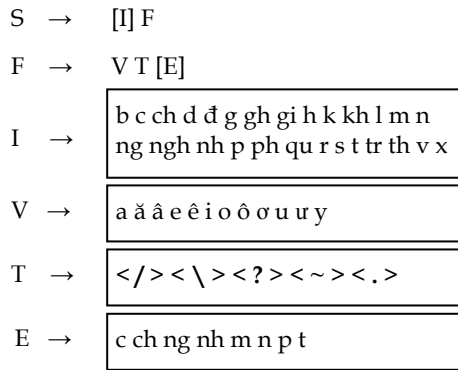 S → [I] F
F → V T [E]
I → b c ch d đ g gh gi h k kh l m n
ng ngh nh p ph qu r s t tr th v x
V → a ă â e ê i o ô ơ u ư y
T → </> <\> <?> <~> <.>
E → c ch ng nh m n p t